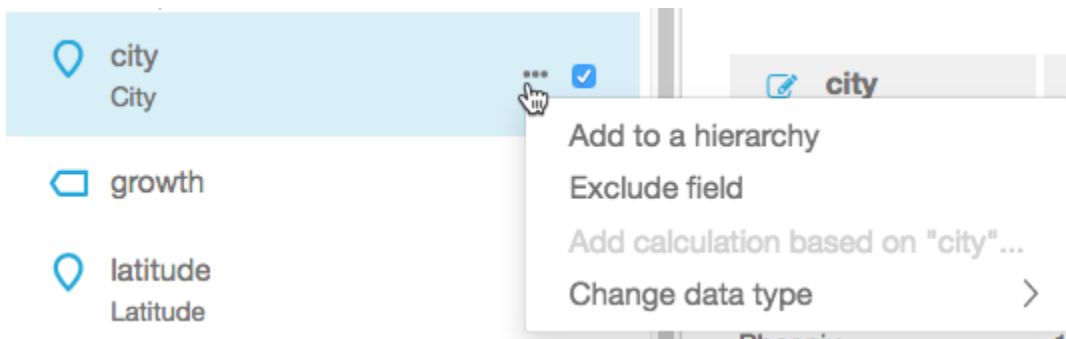 city
City
growth
latitude
Latitude
city
Add to a hierarchy
Exclude field
Add calculation based on "city"...
Change data type